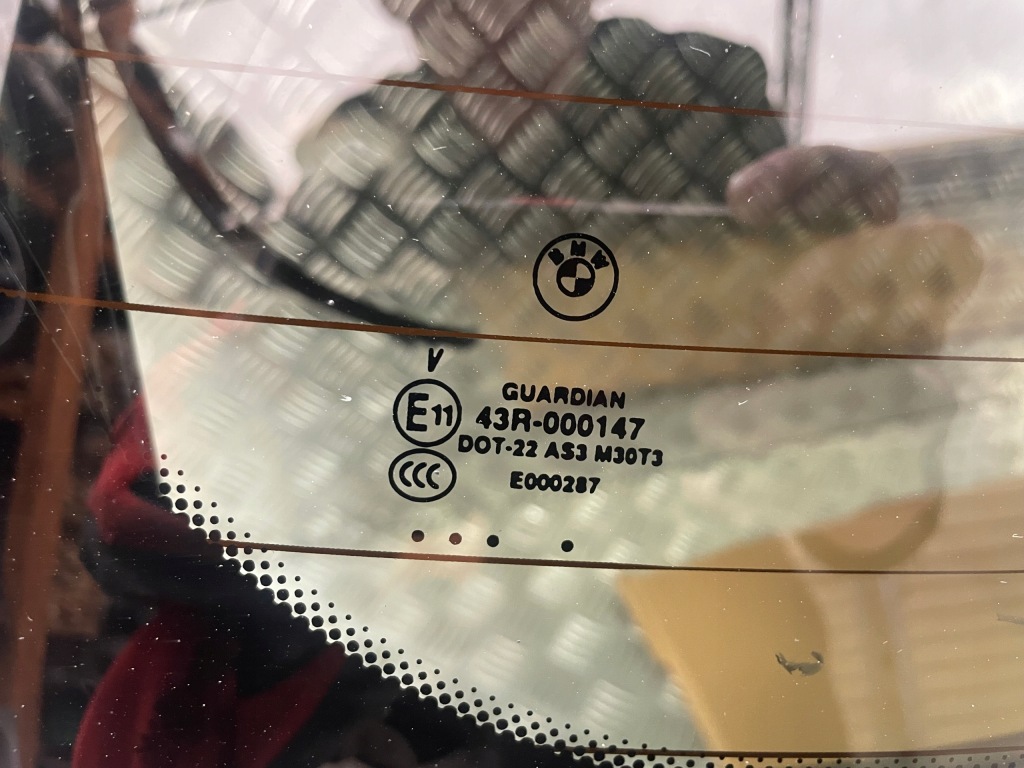 BMW
V
E11
GUARDIAN
43R-000147
DOT-22 AS3 M30T3
CCC
E000287